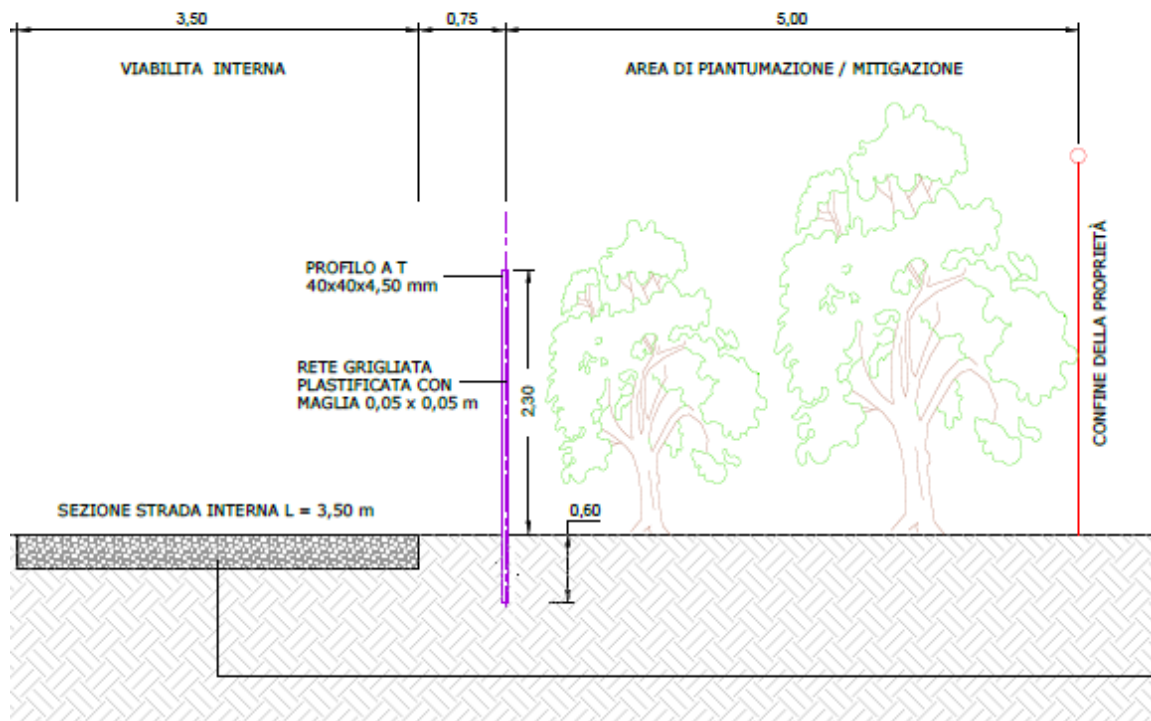 3,50
0,75
5,00
VIABILITA INTERNA
AREA DI PIANTUMAZIONE / MITIGAZIONE
PROFILO A T
40x40x4,50 mm
RETE GRIGLIATA
PLASTIFICATA CON
MAGLIA 0,05 x 0,05 m
2,30
CONFINE DELLA PROPRIETÀ
SEZIONE STRADA INTERNA L = 3,50 m
0,60